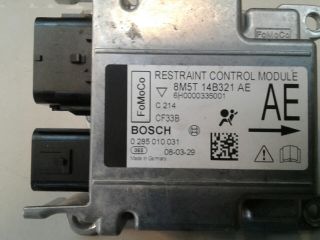 FoMoCo
FoMoCo
RESTRAINT CONTROL MODULE
8M5T 14B321 AE
6H0000335001
C 214
CF33B
AE
BOSCH
0 285 010 031
08-03-29
Made in Germany